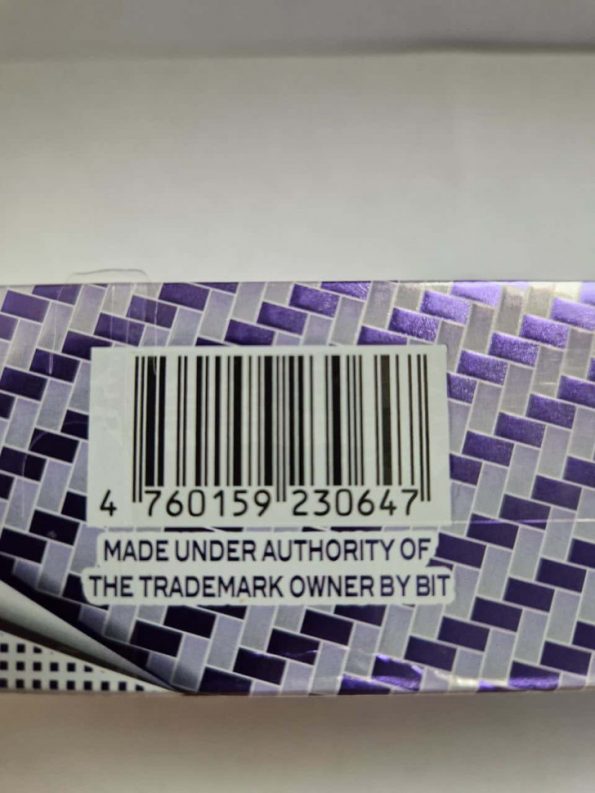 4 760159 230647
MADE UNDER AUTHORITY OF
THE TRADEMARK OWNER BY BIT